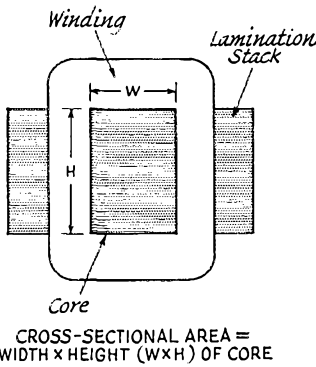 Winding
Lamination
Stack
W
H
Core
CROSS-SECTIONAL AREA =
WIDTH × HEIGHT (W×H) OF CORE